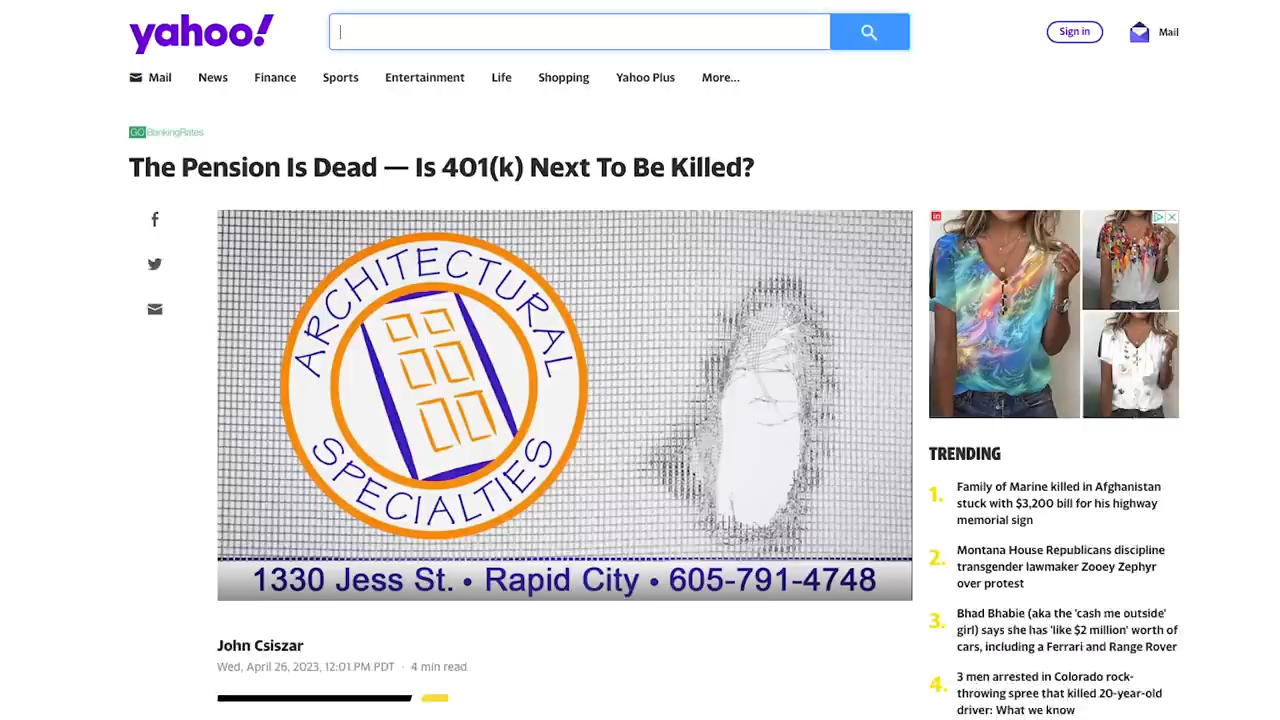 yahoo!
Sign in
Mail
Mail
News
Finance
Sports
Entertainment
Life
Shopping
Yahoo Plus
More...
GOBankingRates
The Pension Is Dead — Is 401(k) Next To Be Killed?
ARCHITECTURAL
SPECIALTIES
1330 Jess St. • Rapid City • 605-791-4748
in
TRENDING
1. Family of Marine killed in Afghanistan
stuck with $3,200 bill for his highway
memorial sign
2. Montana House Republicans discipline
transgender lawmaker Zooey Zephyr
over protest
3. Bhad Bhabie (aka the 'cash me outside'
girl) says she has 'like $2 million' worth of
cars, including a Ferrari and Range Rover
4. 3 men arrested in Colorado rock-
throwing spree that killed 20-year-old
driver: What we know
John Csiszar
Wed, April 26, 2023, 12:01 PM PDT · 4 min read